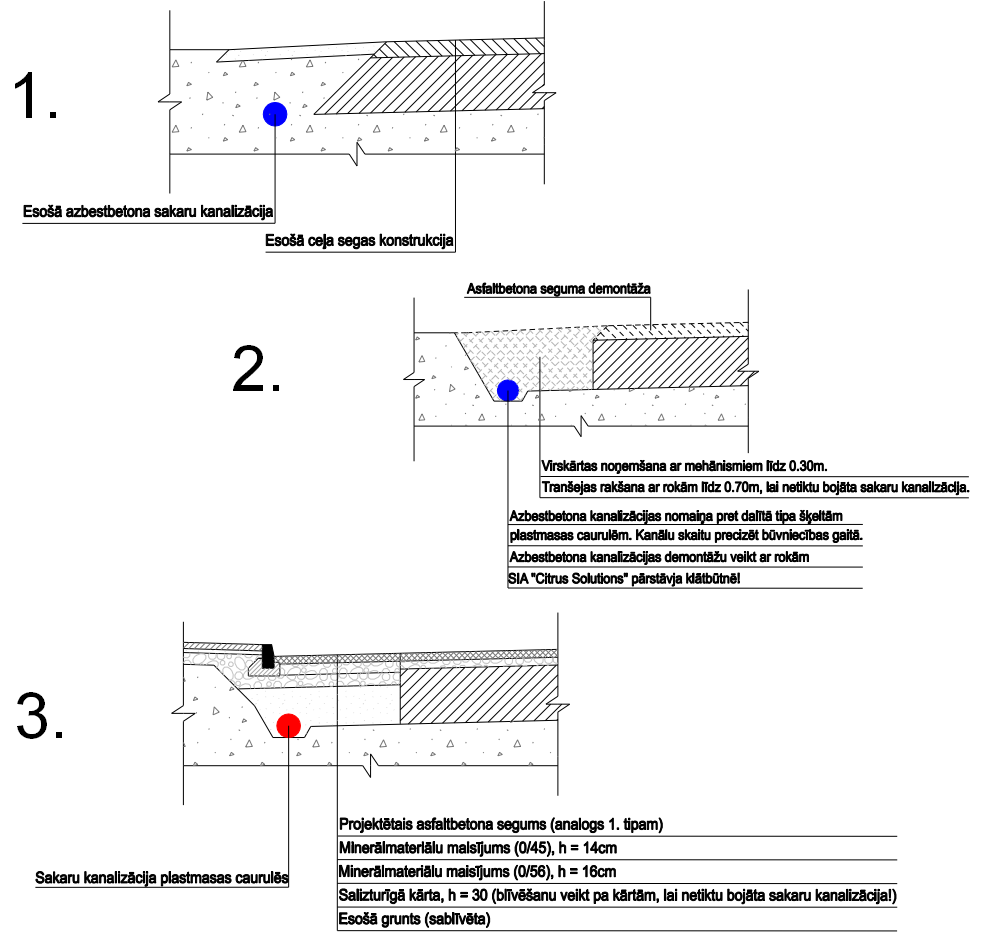 1.
Esošā azbestbetona sakaru kanalizācija
Esošā ceļa segas konstrukcija
Asfaltbetona seguma demontāža
2.
Virskārtas noņemšana ar mehānismiem līdz 0.30m.
Tranšejas rakšana ar rokām līdz 0.70m, lai netiktu bojāta sakaru kanalizācija.
Azbestbetona kanalizācijas nomaiņa pret dalītā tipa šķeltām
plastmasas caurulēm. Kanālu skaitu precizēt būvniecības gaitā.
Azbestbetona kanalizācijas demontāžu veikt ar rokām
SIA "Citrus Solutions" pārstāvja klātbūtnē!
3.
Projektētais asfaltbetona segums (analogs 1. tipam)
Minerālmateriālu maisījums (0/45), h = 14cm
Minerālmateriālu maisījums (0/56), h = 16cm
Sakaru kanalizācija plastmasas caurulēs
Salizturīgā kārta, h = 30 (blīvēšanu veikt pa kārtām, lai netiktu bojāta sakaru kanalizācija!)
Esošā grunts (sablīvēta)